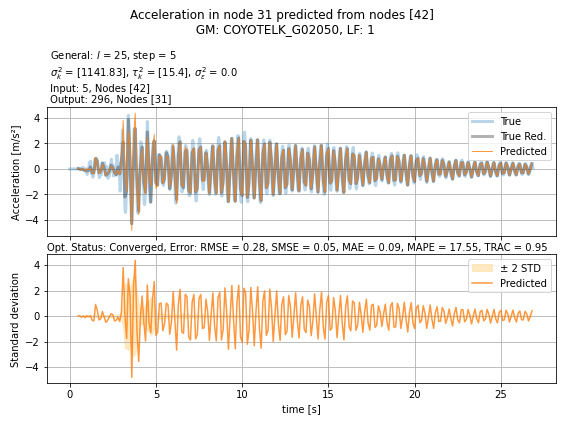 Acceleration in node 31 predicted from nodes [42]
GM: COYOTELK_G02050, LF: 1
General: l = 25, step = 5
σ²ₖ = [1141.83], τ²ₖ = [15.4], σ²ε = 0.0
Input: 5, Nodes [42]
Output: 296, Nodes [31]
Acceleration [m/s²]
4
2
0
−2
−4
True
True Red.
Predicted
Opt. Status: Converged, Error: RMSE = 0.28, SMSE = 0.05, MAE = 0.09, MAPE = 17.55, TRAC = 0.95
Standard deviation
4
2
0
−2
−4
± 2 STD
Predicted
0 5 10 15 20 25
time [s]